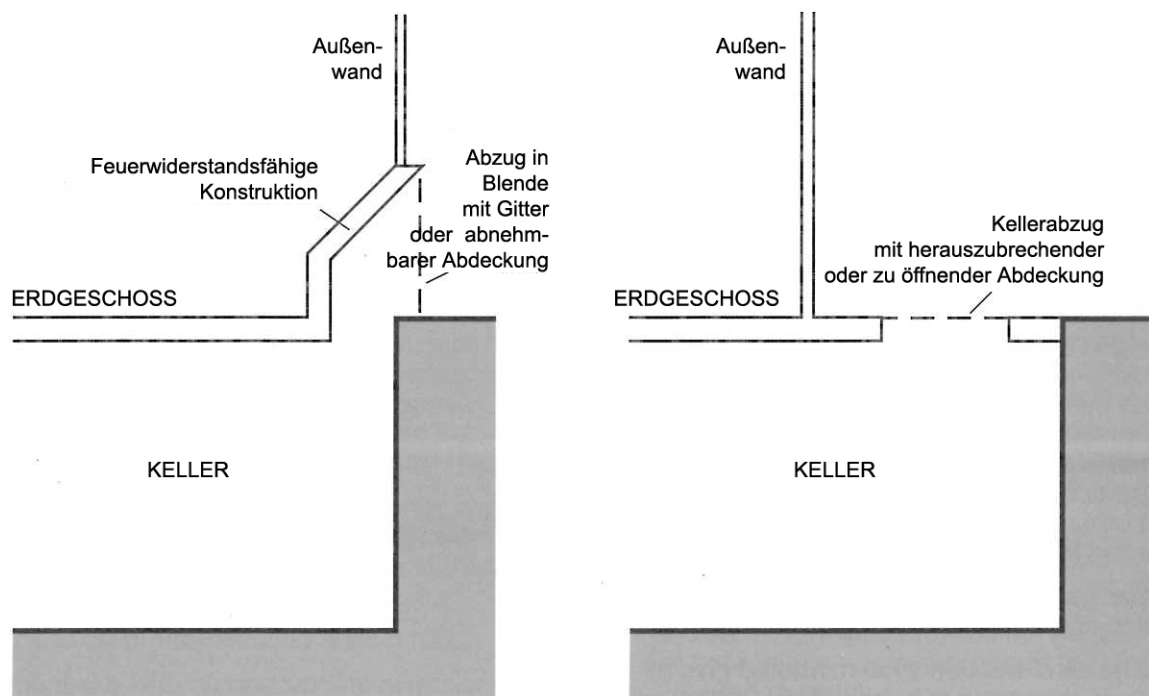 Außen-
wand
Feuerwiderstandsfähige
Konstruktion
Abzug in
Blende
mit Gitter
oder abnehm-
barer Abdeckung
ERDGESCHOSS
KELLER
Außen-
wand
Kellerabzug
mit herauszubrechender
oder zu öffnender Abdeckung
ERDGESCHOSS
KELLER